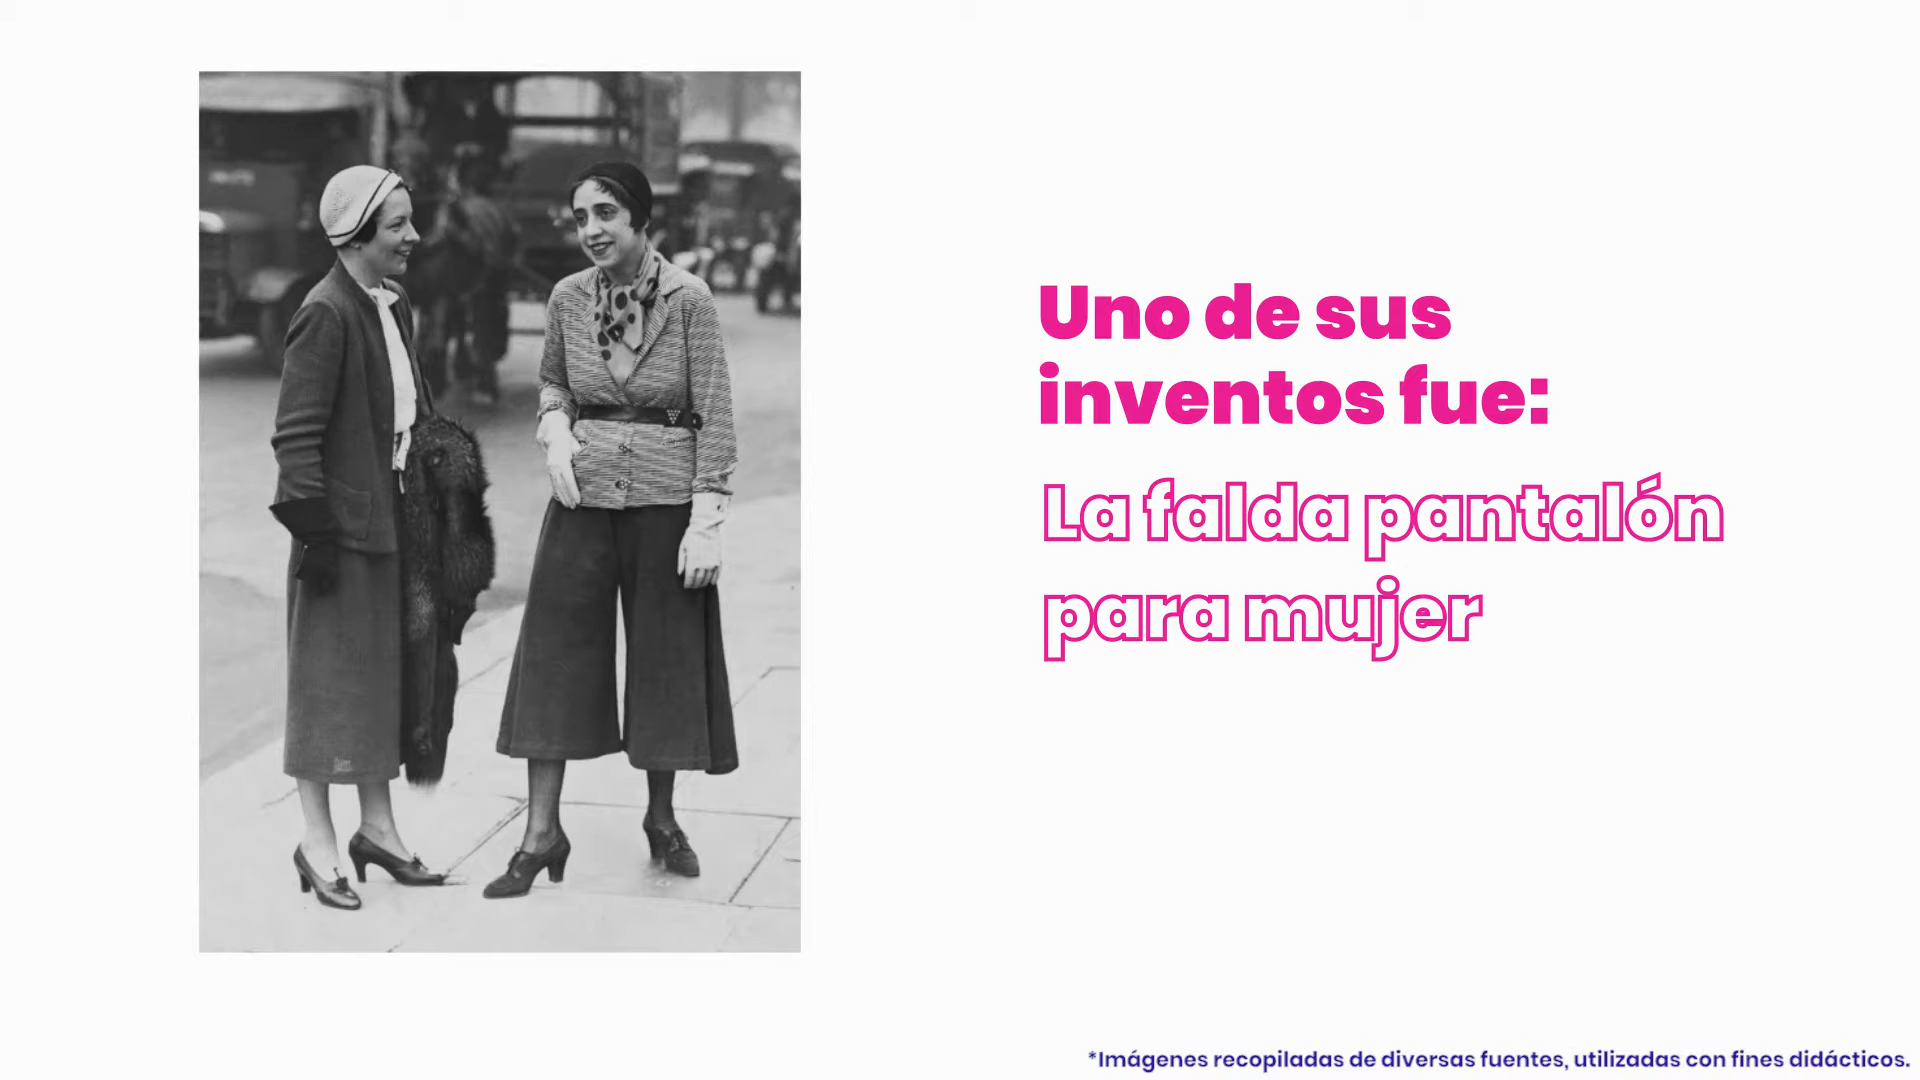 Uno de sus
inventos fue:
La falda pantalón
para mujer
*Imágenes recopiladas de diversas fuentes, utilizadas con fines didácticos.